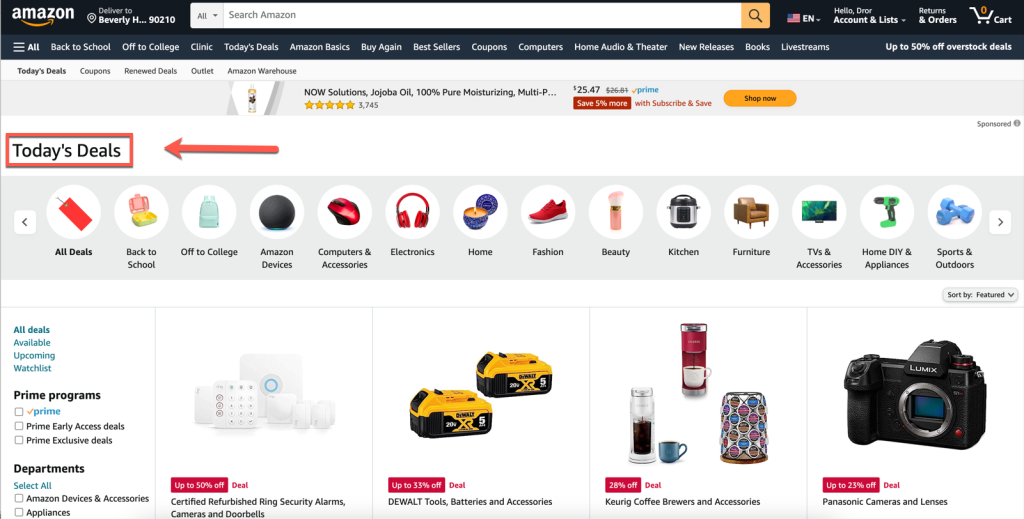 amazon
Deliver to
Beverly H... 90210
All
Search Amazon
EN
Hello, Dror
Account & Lists
Returns
& Orders
0
Cart
All
Back to School
Off to College
Clinic
Today's Deals
Amazon Basics
Buy Again
Best Sellers
Coupons
Computers
Home Audio & Theater
New Releases
Books
Livestreams
Up to 50% off overstock deals
Today's Deals
Coupons
Renewed Deals
Outlet
Amazon Warehouse
NOW Solutions, Jojoba Oil, 100% Pure Moisturizing, Multi-P...
3,745
$25.47 $26.81 prime
Save 5% more with Subscribe & Save
Shop now
Sponsored
Today's Deals
All Deals
Back to
School
Off to College
Amazon
Devices
Computers &
Accessories
Electronics
Home
Fashion
Beauty
Kitchen
Furniture
TVs &
Accessories
Home DIY &
Appliances
Sports &
Outdoors
Sort by: Featured
All deals
Available
Upcoming
Watchlist
Prime programs
prime
Prime Early Access deals
Prime Exclusive deals
Departments
Select All
Amazon Devices & Accessories
Appliances
Up to 50% off Deal
Certified Refurbished Ring Security Alarms,
Cameras and Doorbells
DEWALT
20V XR 5
DEWALT
20V XR 5
Up to 33% off Deal
DEWALT Tools, Batteries and Accessories
28% off Deal
Keurig Coffee Brewers and Accessories
LUMIX
Up to 23% off Deal
Panasonic Cameras and Lenses